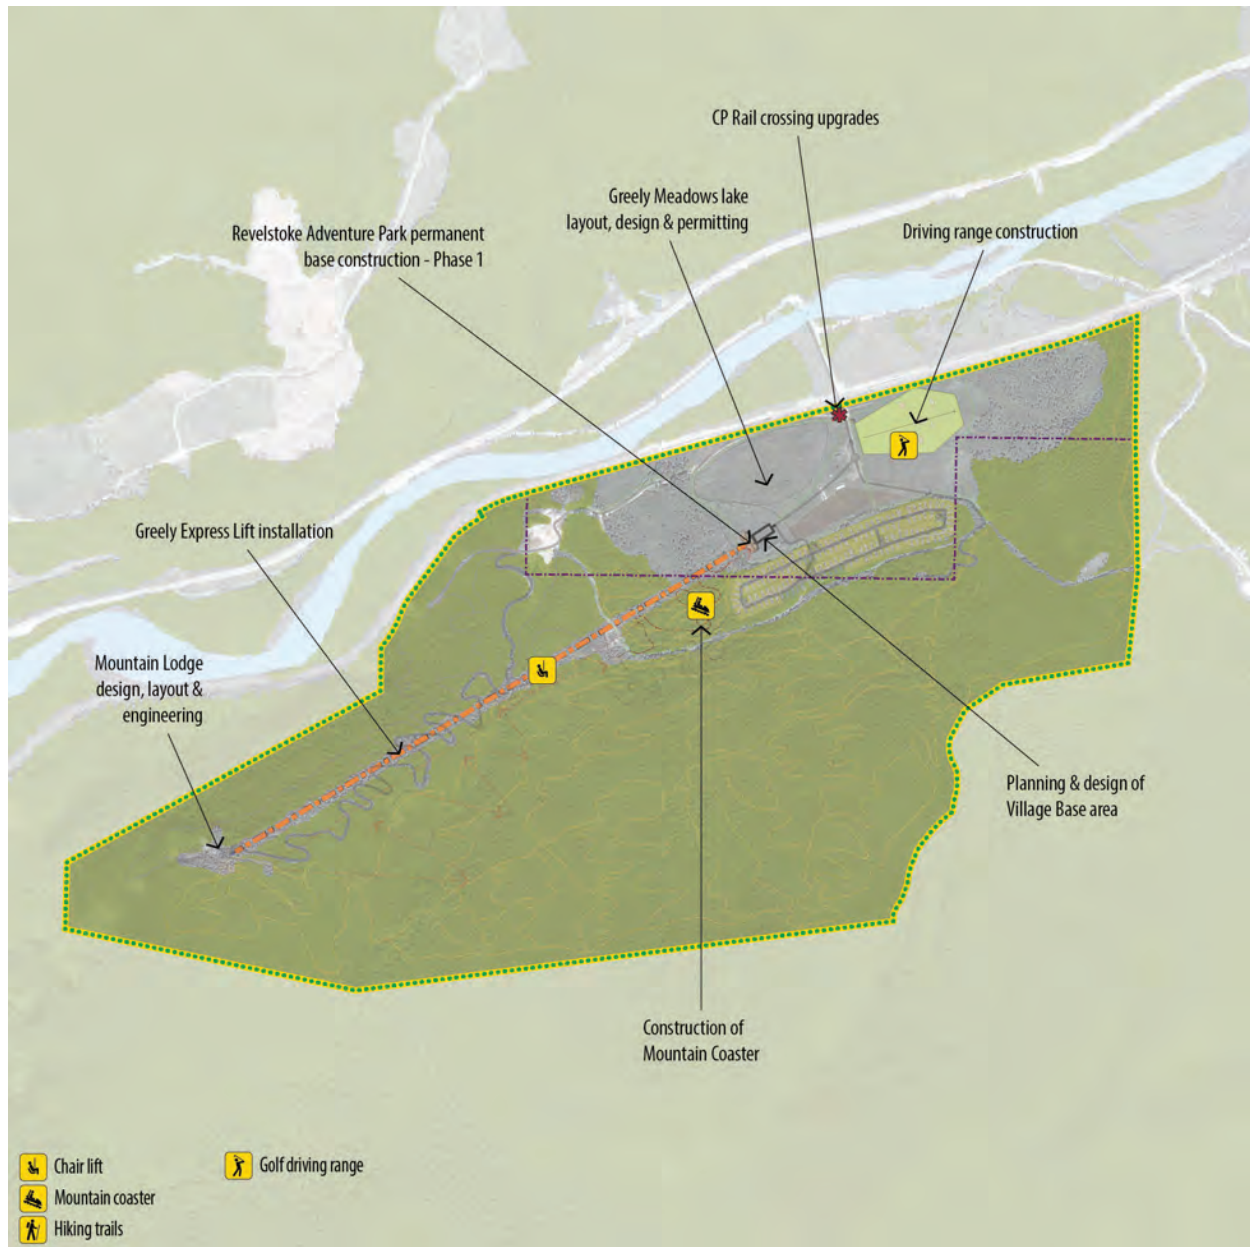 CP Rail crossing upgrades
Greely Meadows lake
layout, design & permitting
Revelstoke Adventure Park permanent
base construction - Phase 1
Driving range construction
Greely Express Lift installation
Mountain Lodge
design, layout &
engineering
Planning & design of
Village Base area
Construction of
Mountain Coaster
Chair lift
Mountain coaster
Hiking trails
Golf driving range